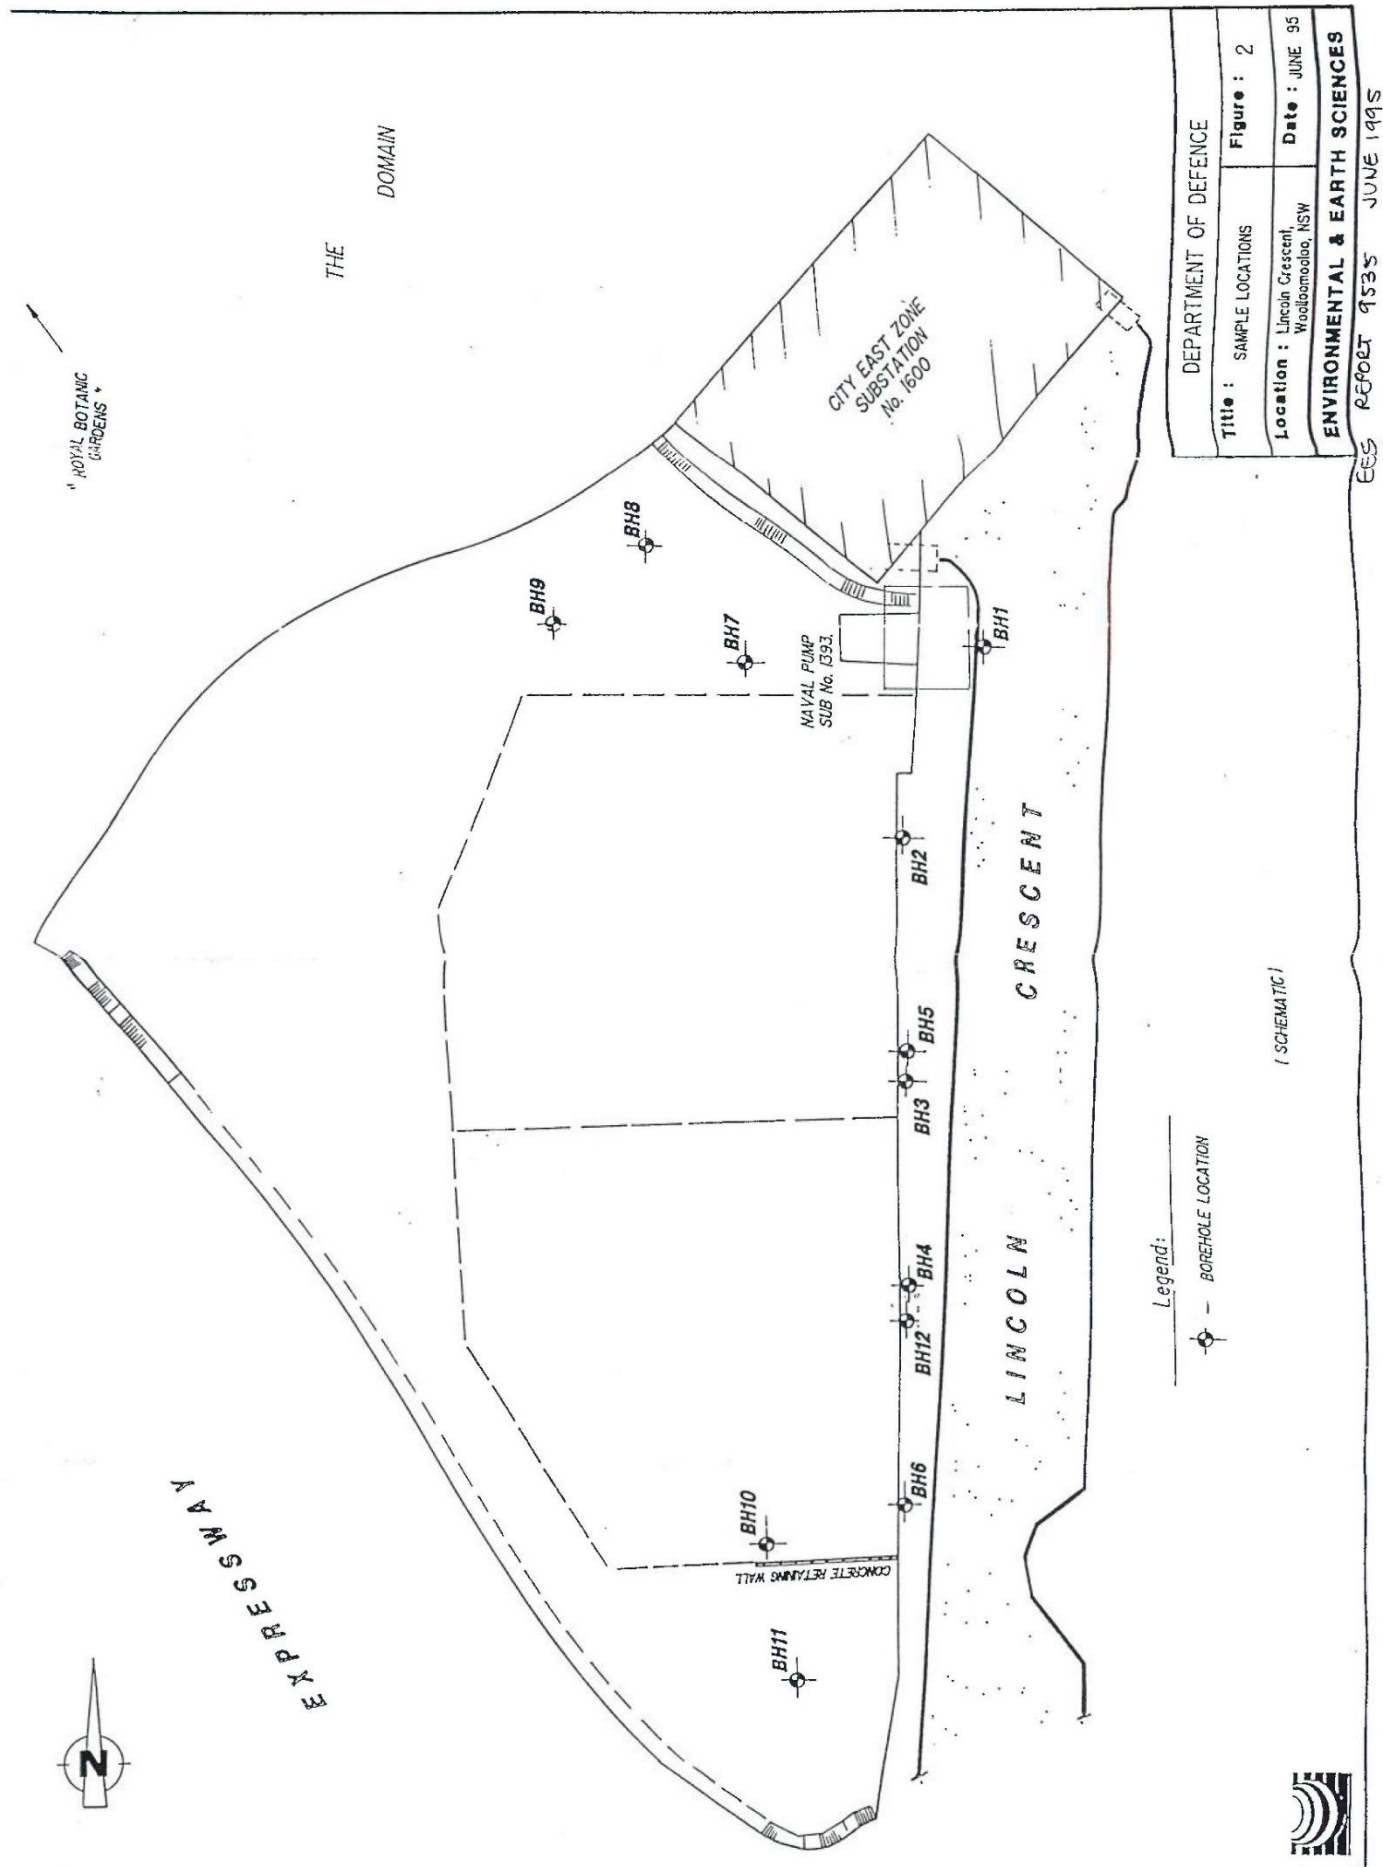 " ROYAL BOTANIC
GARDENS "
THE
DOMAIN
EXPRESSWAY
N
BH9
BH8
BH7
NAVAL PUMP
SUB No. 1393.
CITY EAST ZONE
SUBSTATION
No. 1600
BH1
BH2
BH5
BH3
BH4
BH12
BH6
BH10
CONCRETE RETAINING WALL
BH11
LINCOLN CRESCENT
Legend:
- BOREHOLE LOCATION
( SCHEMATIC )
DEPARTMENT OF DEFENCE
Title : SAMPLE LOCATIONS
Figure : 2
Location : Lincoln Crescent,
Woolloomooloo, NSW
Date : JUNE 95
ENVIRONMENTAL & EARTH SCIENCES
EES REPORT 9535 JUNE 1995